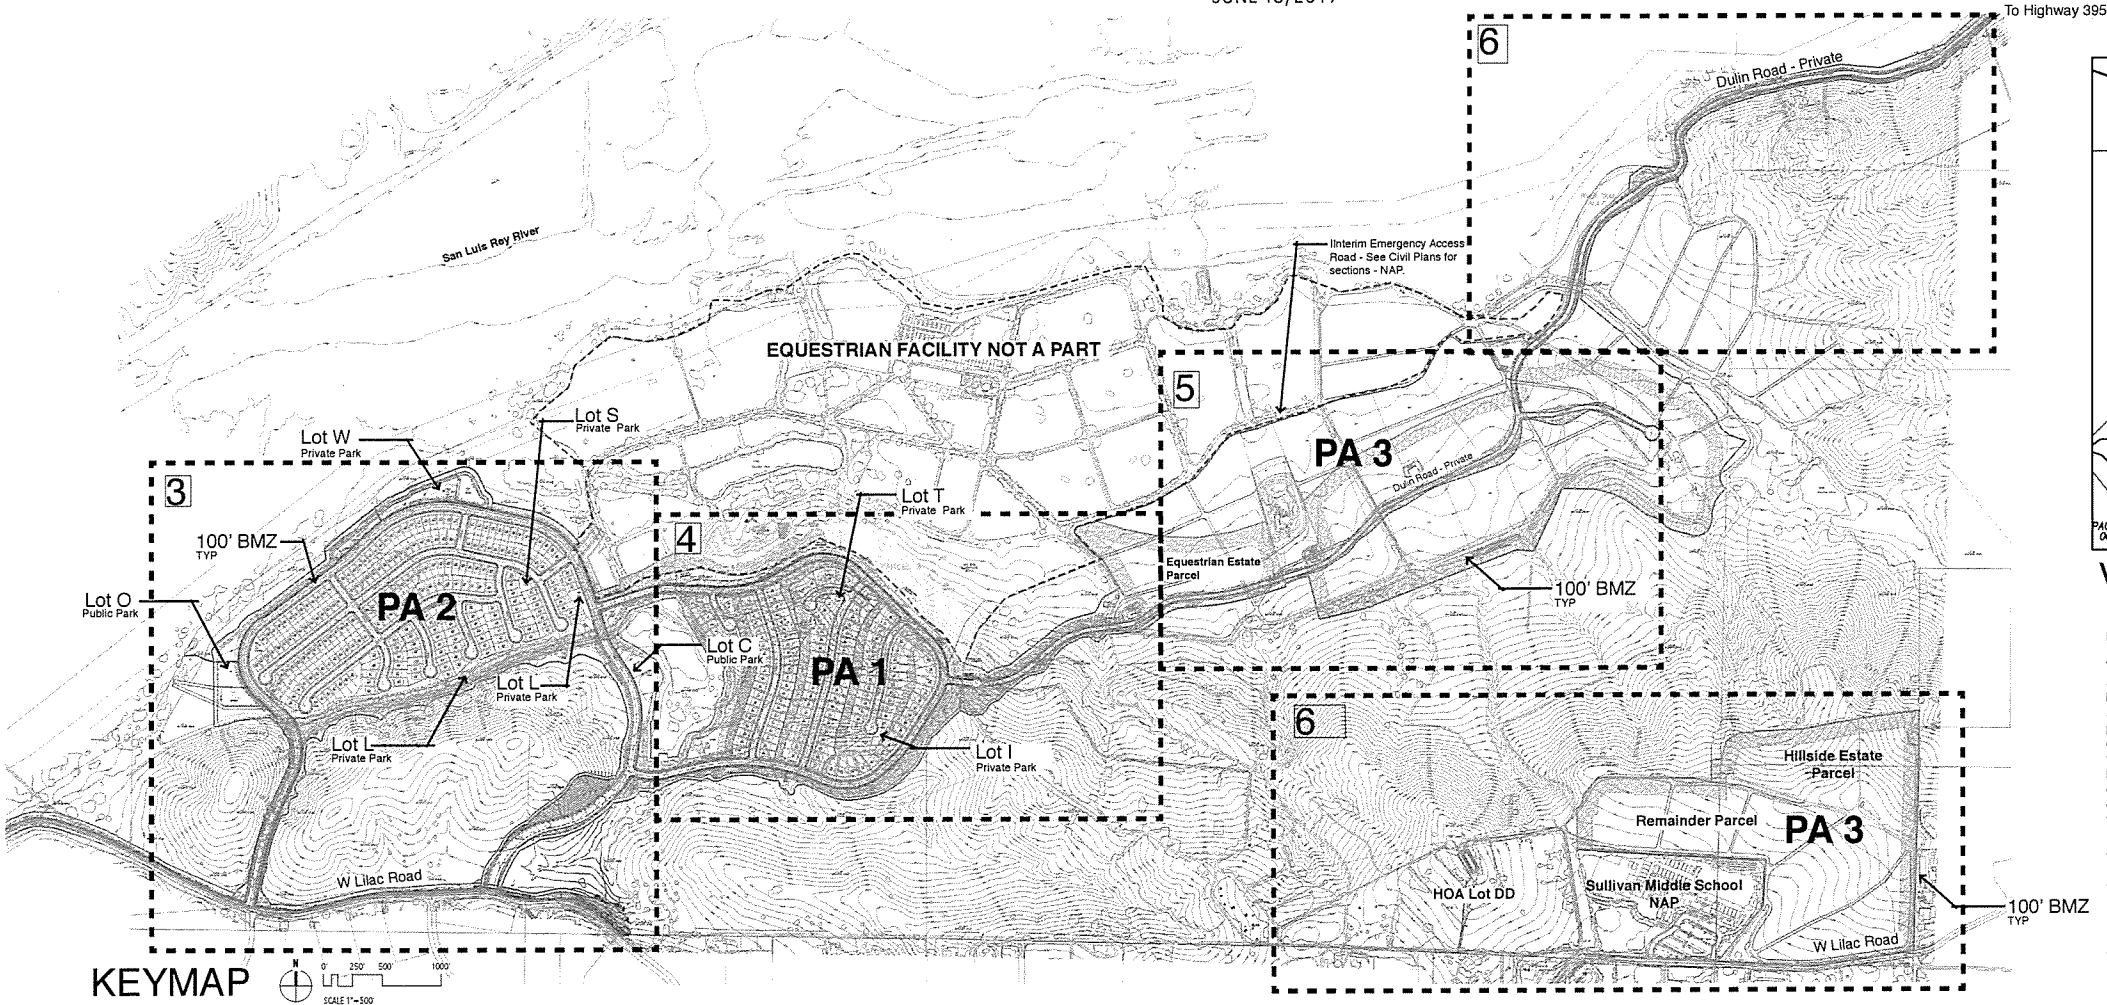 To Highway 395
6
Dulin Road - Private
San Luis Rey River
IInterim Emergency Access
Road - See Civil Plans for
sections - NAP.
EQUESTRIAN FACILITY NOT A PART
5
PA 3
Dulin Road - Private
Lot S
Private Park
Lot W
Private Park
3
Lot T
Private Park
4
100' BMZ
TYP
Equestrian Estate
Parcel
100' BMZ
TYP
Lot O
Public Park
PA 2
Lot C
Public Park
PA 1
Lot L
Private Park
Lot L
Private Park
Lot I
Private Park
6
Hillside Estate
Parcel
Remainder Parcel
PA 3
HOA Lot DD
Sullivan Middle School
NAP
100' BMZ
TYP
W Lilac Road
W Lilac Road
KEYMAP
N
0' 250' 500' 1000'
SCALE 1"=500'